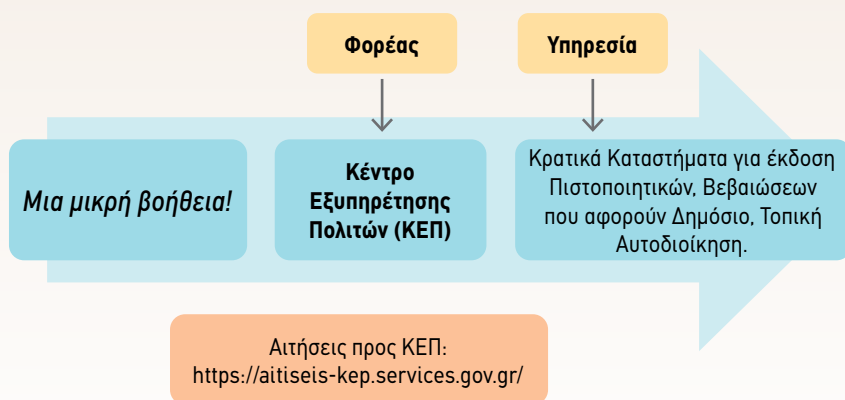 Φορέας
Υπηρεσία
Μια μικρή βοήθεια!
Κέντρο
Εξυπηρέτησης
Πολιτών (ΚΕΠ)
Κρατικά Καταστήματα για έκδοση
Πιστοποιητικών, Βεβαιώσεων
που αφορούν Δημόσιο, Τοπική
Αυτοδιοίκηση.
Αιτήσεις προς ΚΕΠ:
https://aitiseis-kep.services.gov.gr/